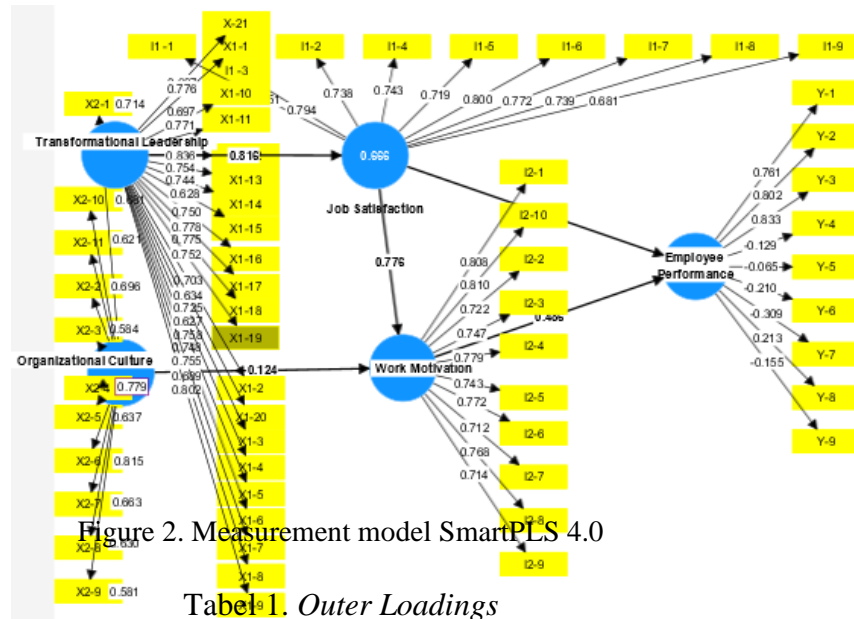 X-21
I1-1
X1-1
I1-2
I1-4
I1-5
I1-6
I1-7
I1-8
I1-9
I1-3
X1-10
X1-11
0.776
0.697
0.771
0.794
0.738
0.743
0.719
0.800
0.772
0.739
0.681
X2-1
0.714
Transformational Leadership
0.836
0.754
0.744
0.628
0.750
0.778
0.775
0.752
0.703
0.634
0.627
0.755
0.802
0.816
0.666
Job Satisfaction
X1-13
X1-14
X1-15
X1-16
X1-17
X1-18
X1-19
X2-10
X2-11
0.621
X2-2
0.696
X2-3
0.584
Organizational Culture
0.779
X2-5
0.637
X2-6
0.815
X2-7
0.663
X2-8
0.630
X2-9
0.581
0.124
0.776
Work Motivation
0.486
X1-2
X1-20
X1-3
X1-4
X1-5
X1-6
X1-7
X1-8
X1-9
I2-1
I2-10
I2-2
I2-3
I2-4
I2-5
I2-6
I2-7
I2-8
I2-9
0.808
0.810
0.722
0.747
0.779
0.743
0.772
0.712
0.768
0.714
Employee
Performance
Y-1
Y-2
Y-3
Y-4
Y-5
Y-6
Y-7
Y-8
Y-9
0.761
0.802
0.833
-0.129
-0.065
-0.210
-0.309
0.213
-0.155
Figure 2. Measurement model SmartPLS 4.0
Tabel 1. Outer Loadings